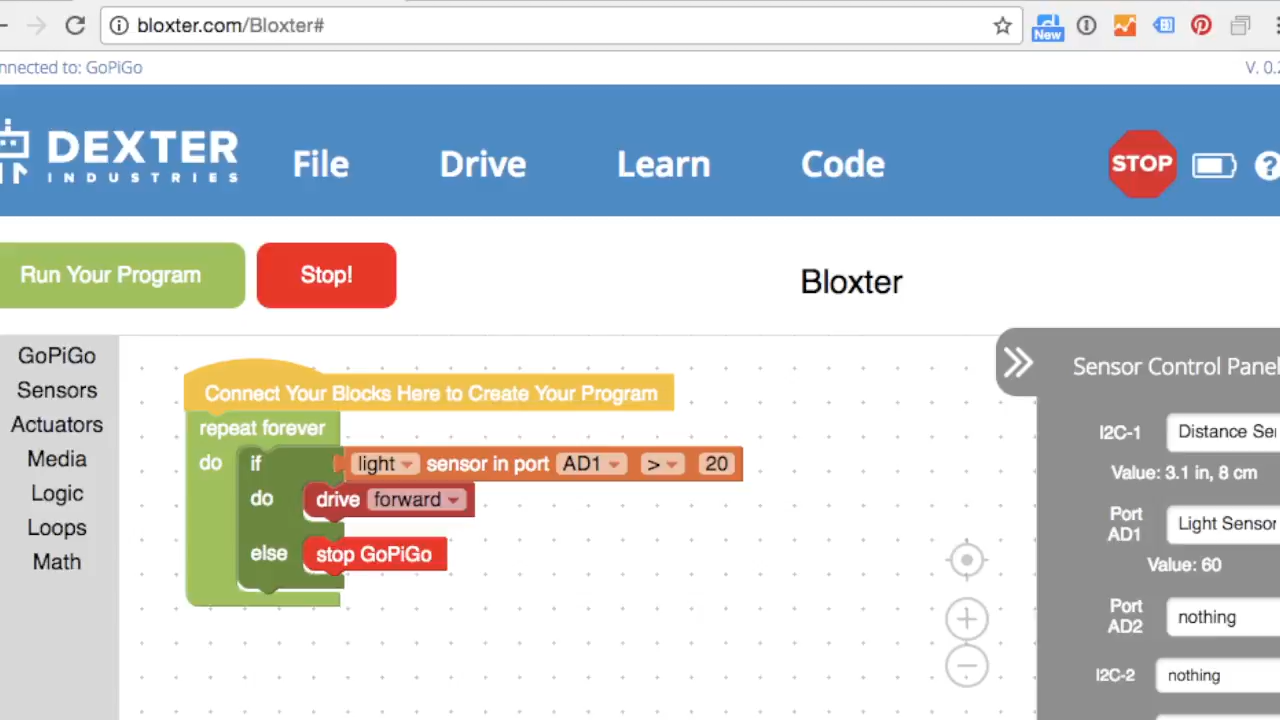 bloxter.com/Bloxter#
New
nnected to: GoPiGo
V. 0.2
DEXTER
INDUSTRIES
File
Drive
Learn
Code
STOP
?
Run Your Program
Stop!
Bloxter
GoPiGo
Sensors
Actuators
Media
Logic
Loops
Math
Connect Your Blocks Here to Create Your Program
repeat forever
do if light sensor in port AD1 > 20
do drive forward
else stop GoPiGo
Sensor Control Panel
I2C-1 Distance Sen
Value: 3.1 in, 8 cm
Port
AD1 Light Sensor
Value: 60
Port
AD2 nothing
I2C-2 nothing